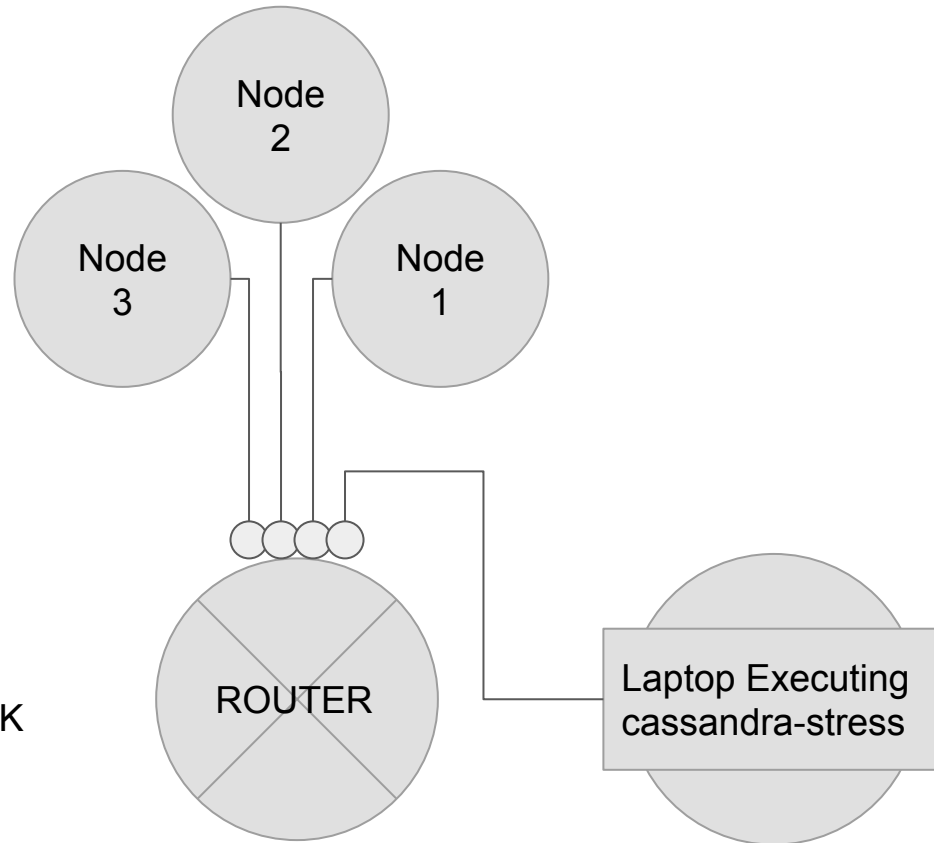 Node
2
Node
3
Node
1
ROUTER
Laptop Executing
cassandra-stress
K